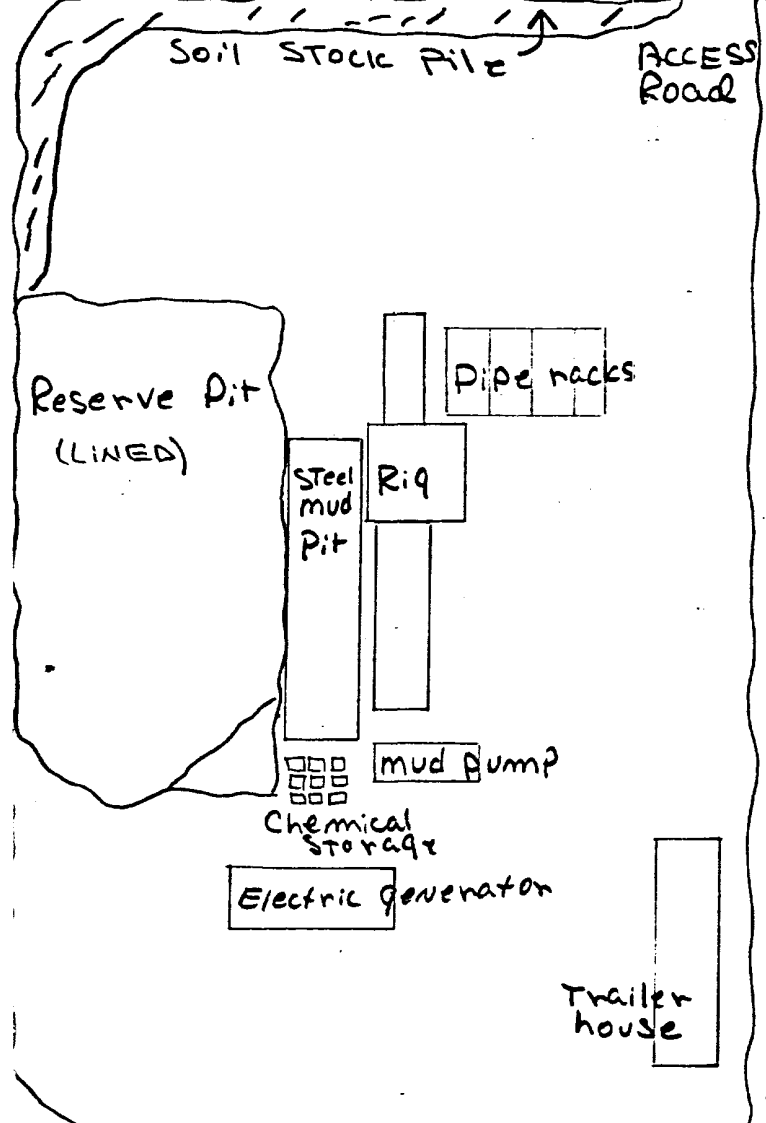 Soil Stock Pile
ACCESS
Road
Pipe racks
Reserve Pit
(LINED)
Steel
mud
Pit
Rig
mud pump
Chemical
Storage
Electric generator
Trailer
house